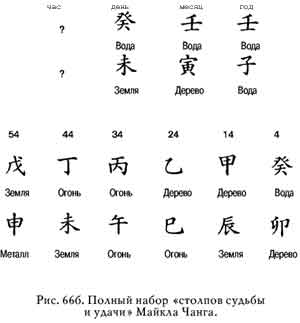 час день месяц год
? 癸 壬 壬
Вода Вода Вода
? 未 寅 子
Земля Дерево Вода
54 44 34 24 14 4
戊 丁 丙 乙 甲 癸
Земля Огонь Огонь Дерево Дерево Вода
申 未 午 巳 辰 卯
Металл Земля Огонь Огонь Земля Дерево
Рис. 66б. Полный набор «столпов судьбы
и удачи» Майкла Чанга.